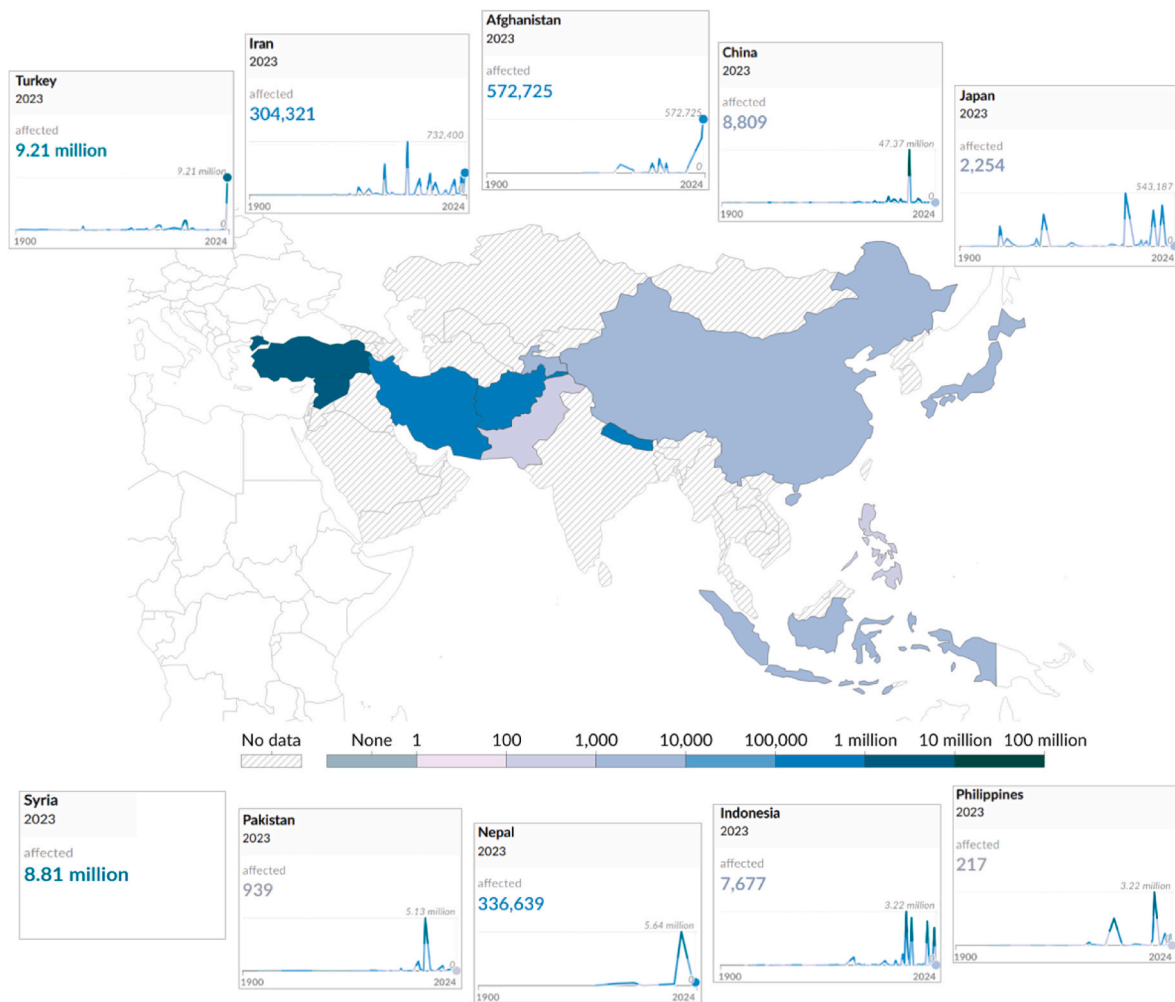 Turkey
2023
affected
9.21 million
9.21 million
0
1900
2024
Iran
2023
affected
304,321
732,400
1900
2024
Afghanistan
2023
affected
572,725
572,725
0
1900
2024
China
2023
affected
8,809
47.37 million
0
1900
2024
Japan
2023
affected
2,254
543,187
0
1900
2024
No data None 1 100 1,000 10,000 100,000 1 million 10 million 100 million
Syria
2023
affected
8.81 million
Pakistan
2023
affected
939
5.13 million
0
1900
2024
Nepal
2023
affected
336,639
5.64 million
0
1900
2024
Indonesia
2023
affected
7,677
3.22 million
0
1900
2024
Philippines
2023
affected
217
3.22 million
1900
2024